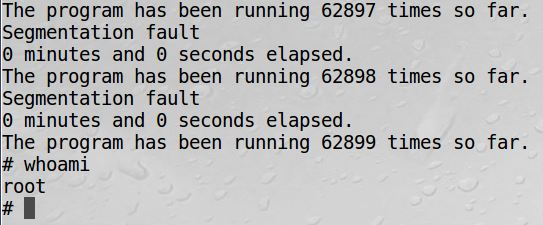 The program has been running 62897 times so far.
Segmentation fault
0 minutes and 0 seconds elapsed.
The program has been running 62898 times so far.
Segmentation fault
0 minutes and 0 seconds elapsed.
The program has been running 62899 times so far.
# whoami
root
#